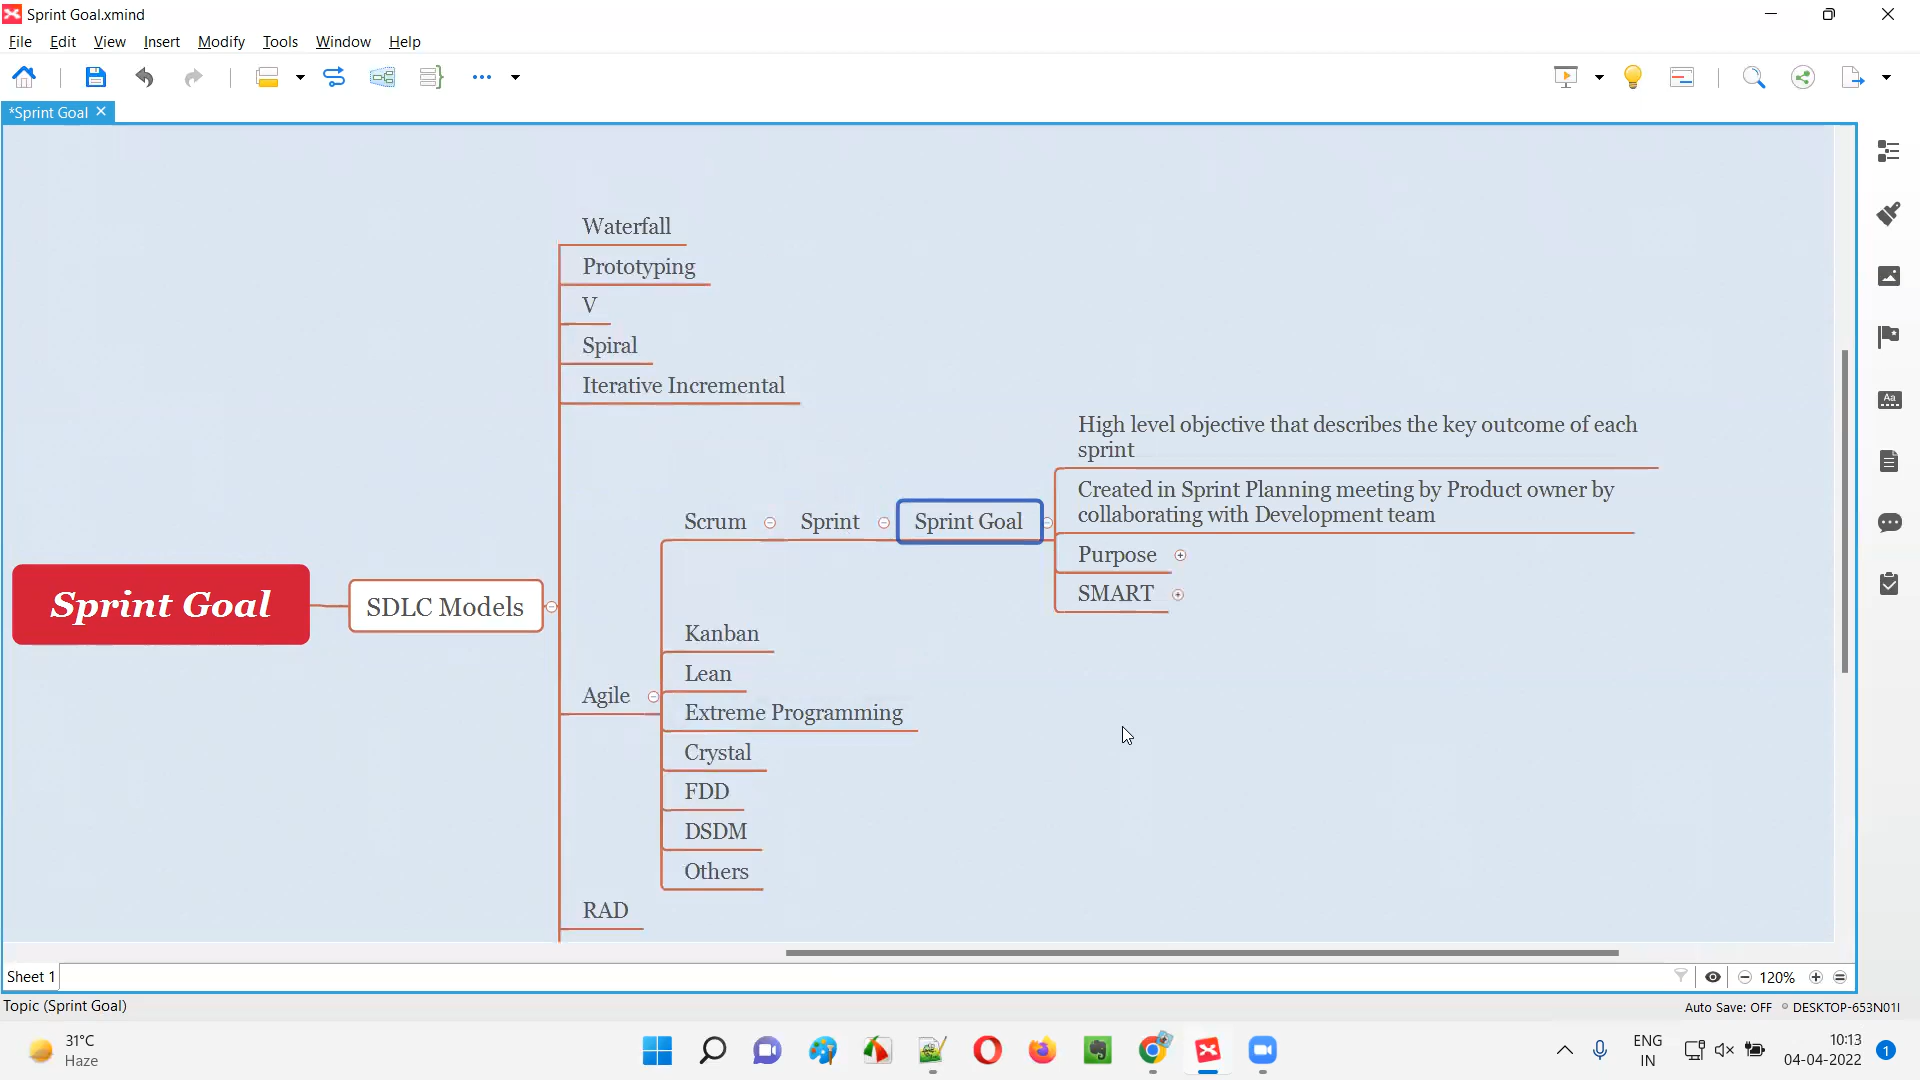 Sprint Goal.xmind
File Edit View Insert Modify Tools Window Help
*Sprint Goal
Waterfall
Prototyping
V
Spiral
Iterative Incremental
High level objective that describes the key outcome of each
sprint
Created in Sprint Planning meeting by Product owner by
collaborating with Development team
Scrum
Sprint
Sprint Goal
Purpose
SMART
Sprint Goal
SDLC Models
Kanban
Lean
Agile
Extreme Programming
Crystal
FDD
DSDM
Others
RAD
Sheet 1
120%
Topic (Sprint Goal)
Auto Save: OFF
DESKTOP-653N01I
31°C
Haze
ENG
IN
10:13
04-04-2022
1
Aa